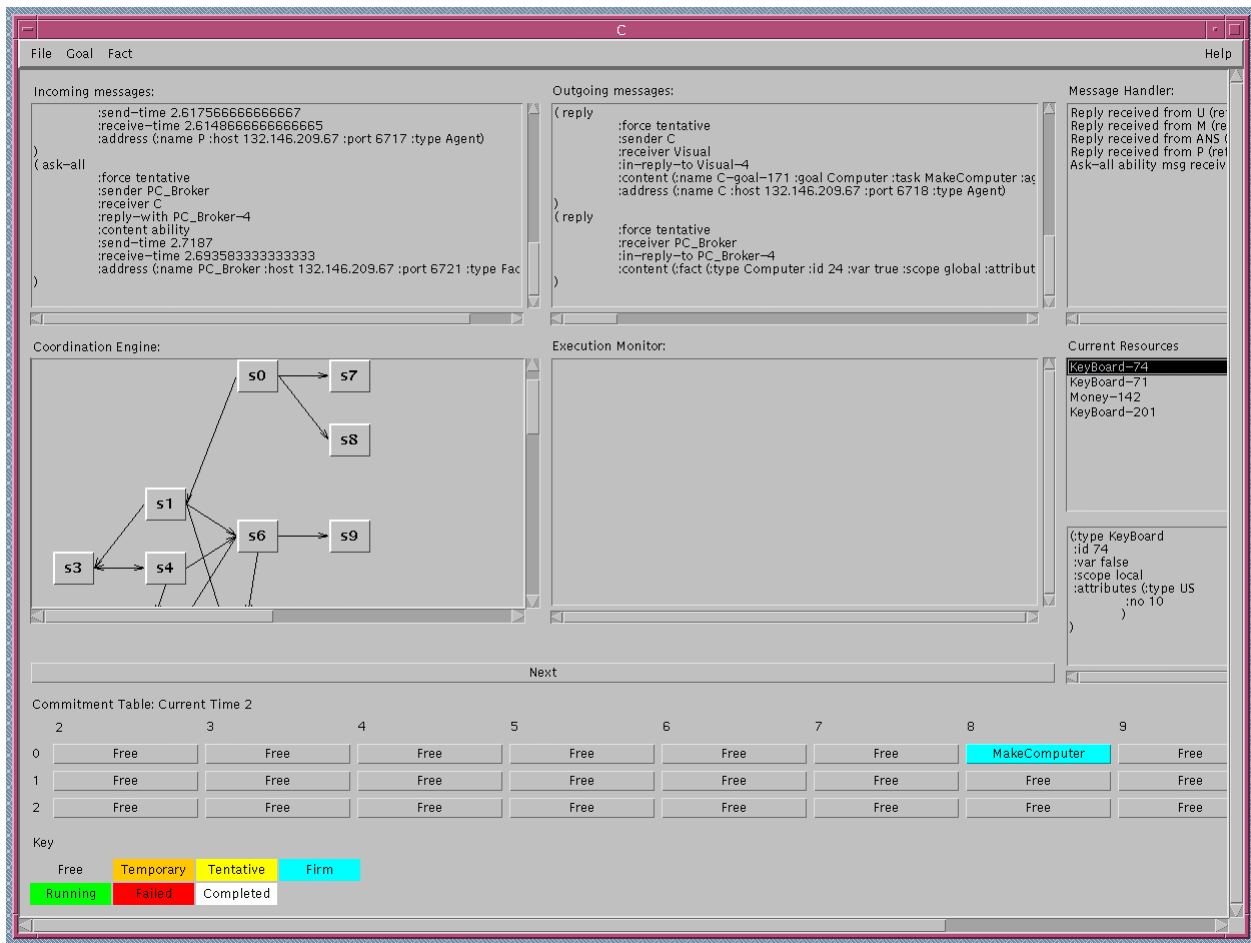 C
File Goal Fact Help
Incoming messages:
:send-time 2.617566666666667
:receive-time 2.6148666666666665
:address (:name P :host 132.146.209.67 :port 6717 :type Agent)
)
( ask-all
:force tentative
:sender PC_Broker
:receiver C
:reply-with PC_Broker-4
:content ability
:send-time 2.7187
:receive-time 2.693583333333333
:address (:name PC_Broker :host 132.146.209.67 :port 6721 :type Fac
)
Outgoing messages:
( reply
:force tentative
:sender C
:receiver Visual
:in-reply-to Visual-4
:content (:name C-goal-171 :goal Computer :task MakeComputer :ag
:address (:name C :host 132.146.209.67 :port 6718 :type Agent)
)
( reply
:force tentative
:receiver PC_Broker
:in-reply-to PC_Broker-4
:content (:fact (:type Computer :id 24 :var true :scope global :attribut
)
Message Handler:
Reply received from U (re
Reply received from M (re
Reply received from ANS (
Reply received from P (ref
Ask-all ability msg receiv
Coordination Engine:
s0 s7
s8
s1
s6 s9
s3 s4
Execution Monitor:
Current Resources
KeyBoard-74
KeyBoard-71
Money-142
KeyBoard-201
(:type KeyBoard
:id 74
:var false
:scope local
:attributes (:type US
:no 10
)
)
Next
Commitment Table: Current Time 2
2 3 4 5 6 7 8 9
0 Free Free Free Free Free Free MakeComputer Free
1 Free Free Free Free Free Free Free Free
2 Free Free Free Free Free Free Free Free
Key
Free Temporary Tentative Firm
Running Failed Completed